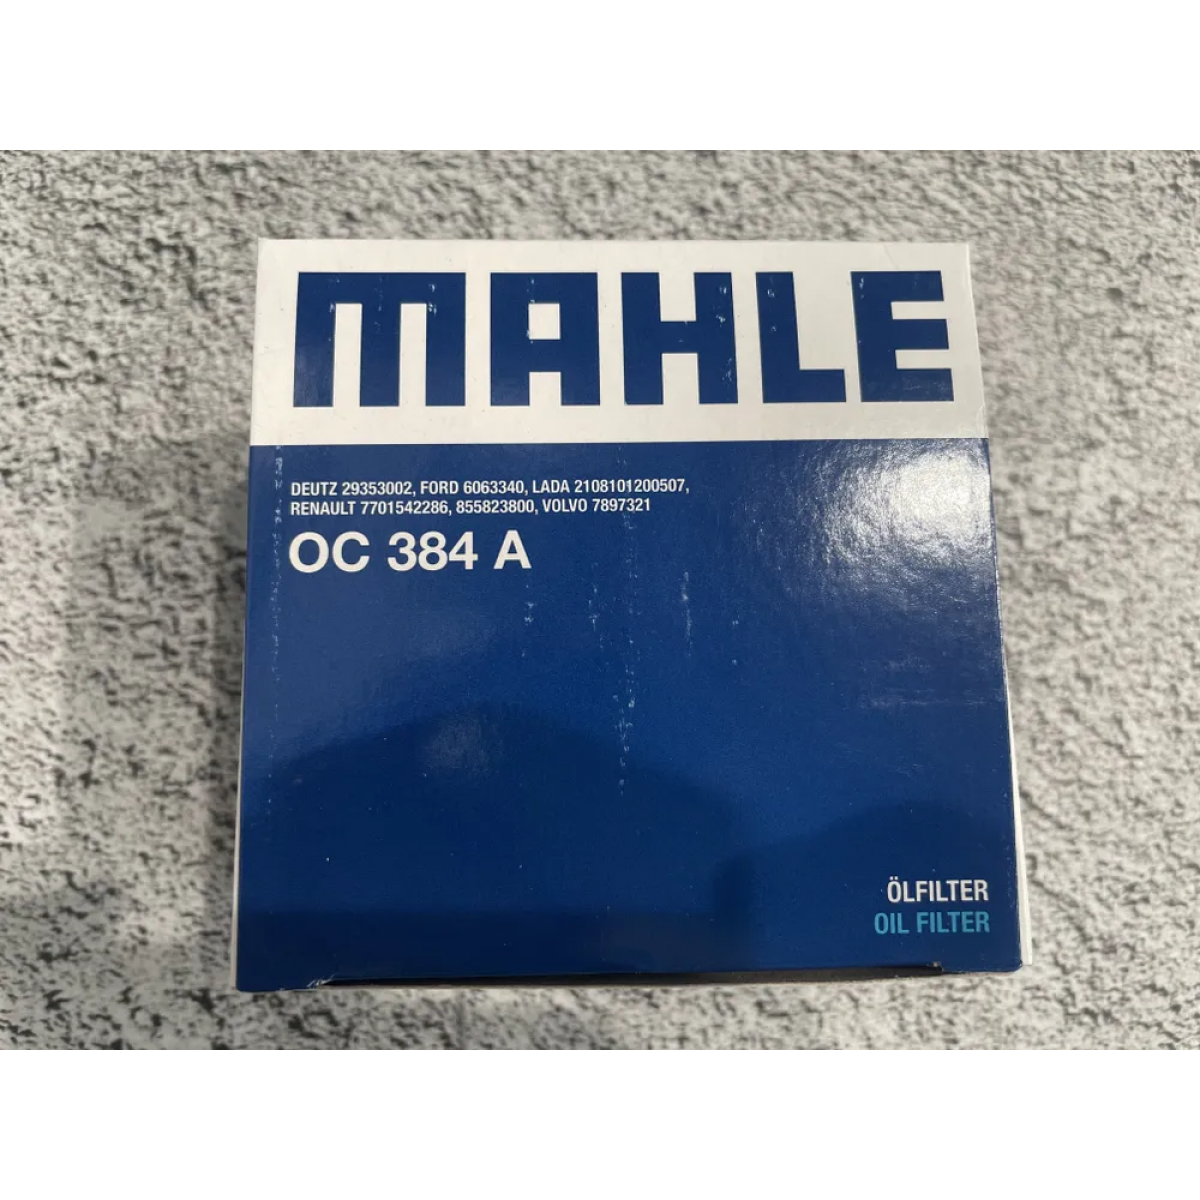 MAHLE
DEUTZ 29353002, FORD 6063340, LADA 2108101200507,
RENAULT 7701542286, 855823800, VOLVO 7897321
OC 384 A
ÖLFILTER
OIL FILTER